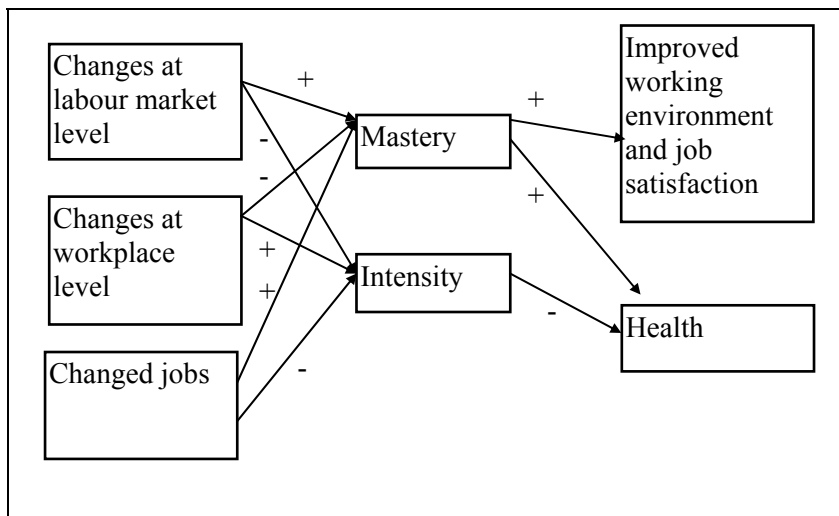 Changes at
labour market
level
Changes at
workplace
level
Changed jobs
+
-
-
+
+
-
Mastery
Intensity
+
+
-
Improved
working
environment
and job
satisfaction
Health